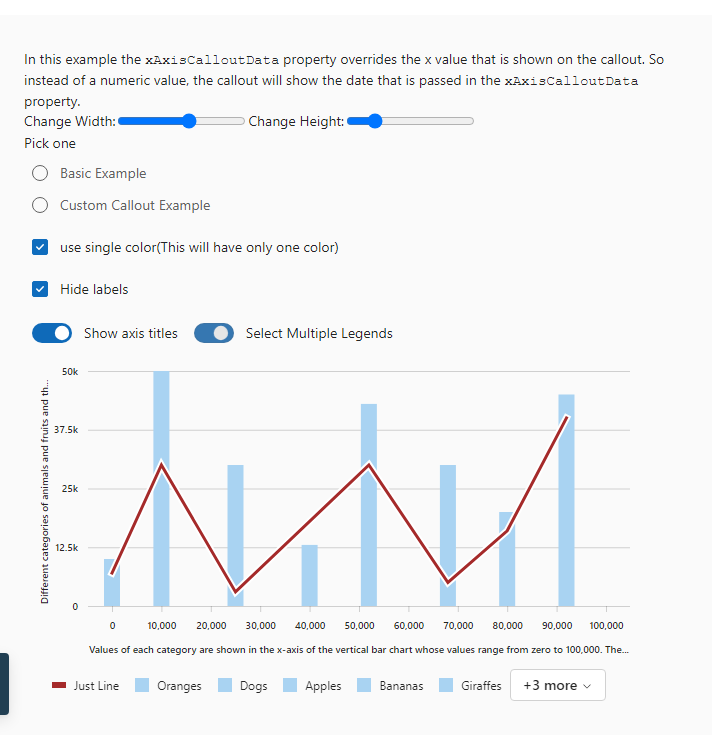 In this example the xAxisCalloutData property overrides the x value that is shown on the callout. So
instead of a numeric value, the callout will show the date that is passed in the xAxisCalloutData
property.
Change Width: Change Height:
Pick one
Basic Example
Custom Callout Example
use single color(This will have only one color)
Hide labels
Show axis titles Select Multiple Legends
Different categories of animals and fruits and th...
50k
37.5k
25k
12.5k
0
0 10,000 20,000 30,000 40,000 50,000 60,000 70,000 80,000 90,000 100,000
Values of each category are shown in the x-axis of the vertical bar chart whose values range from zero to 100,000. The...
Just Line Oranges Dogs Apples Bananas Giraffes +3 more